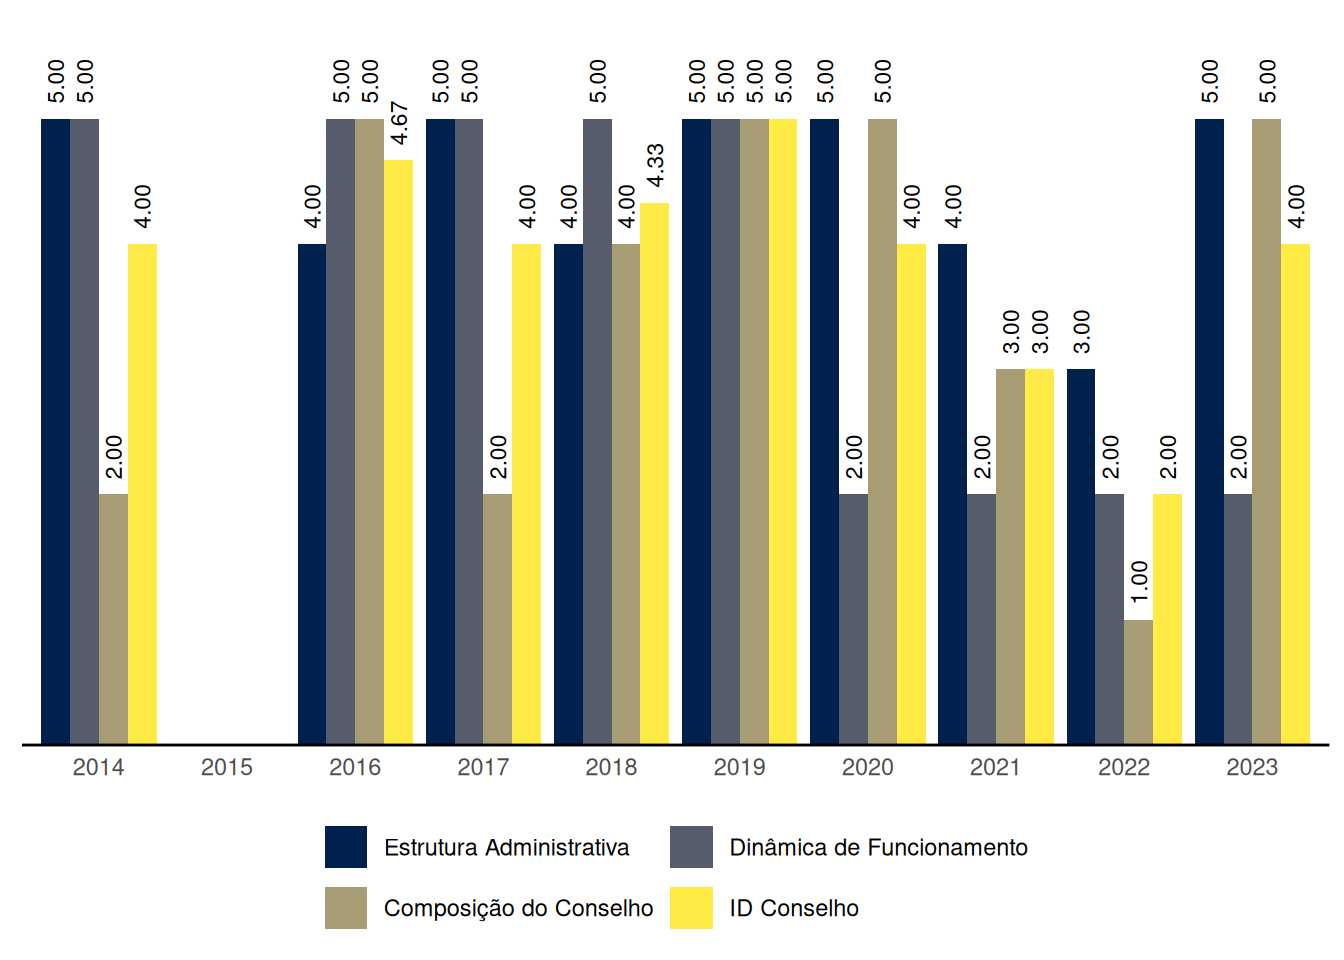 5.00 5.00 2.00 4.00 4.00 5.00 5.00 4.67 5.00 5.00 2.00 4.00 4.00 5.00 4.00 4.33 5.00 5.00 5.00 5.00 5.00 2.00 5.00 4.00 4.00 2.00 3.00 3.00 3.00 2.00 1.00 2.00 5.00 2.00 5.00 4.00
2014 2015 2016 2017 2018 2019 2020 2021 2022 2023
Estrutura Administrativa Dinâmica de Funcionamento
Composição do Conselho ID Conselho